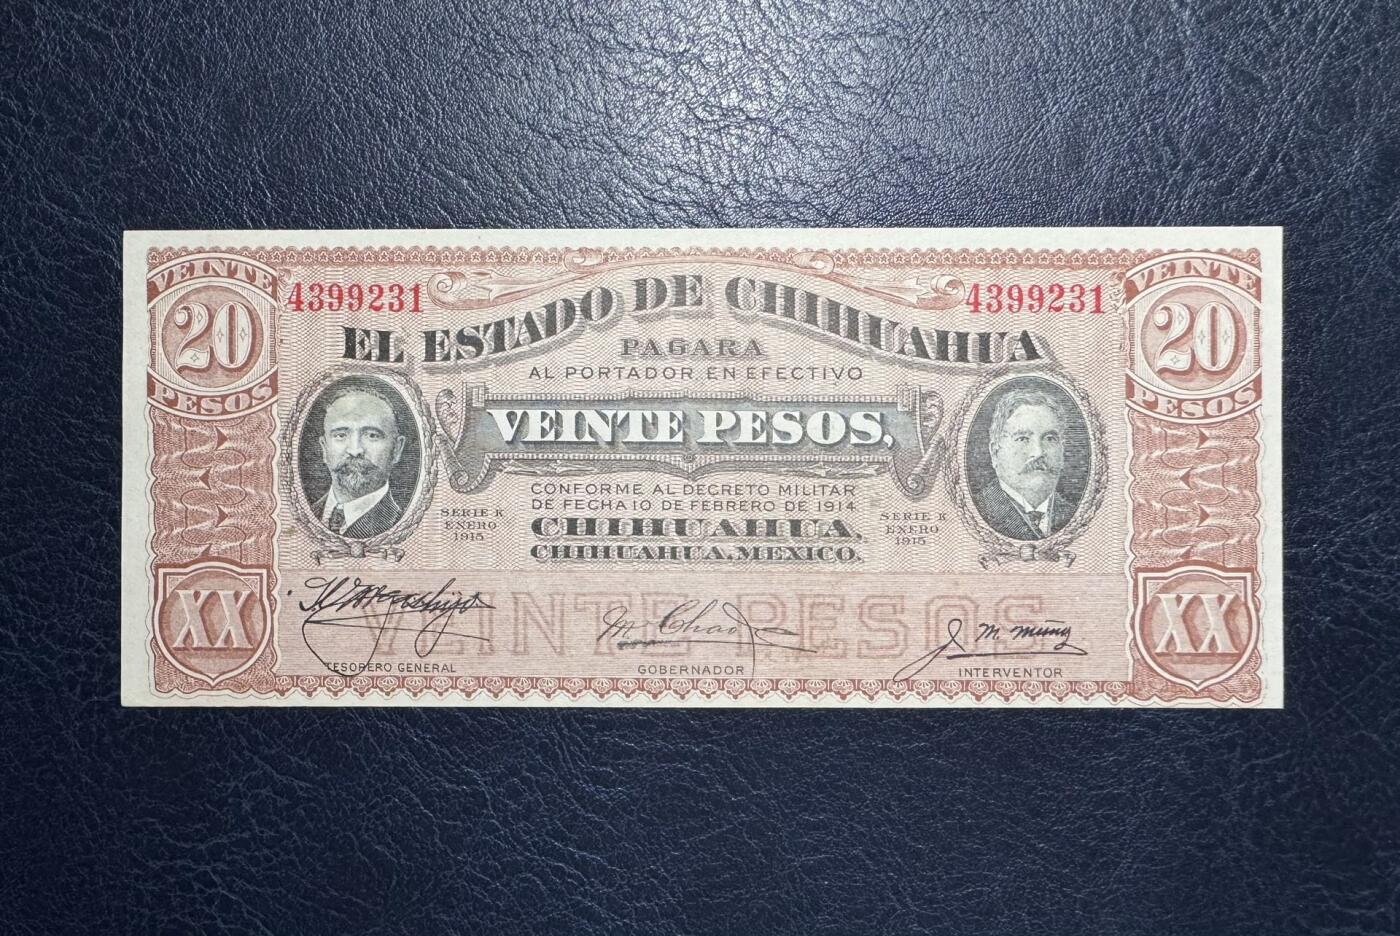 VEINTE
20
PESOS
4399231
EL ESTADO DE CHIHUAHUA
4399231
VEINTE
20
PESOS
PAGARA
AL PORTADOR, EN EFECTIVO
VEINTE PESOS,
CONFORME AL DECRETO MILITAR
DE FECHA 10 DE FEBRERO DE 1914
CHIHUAHUA,
CHIHUAHUA, MEXICO.
SERIE K
ENERO
1915
SERIE K
ENERO
1915
XX
VEINTE PESOS
XX
M. Chao
J. M. Muñoz
TESORERO GENERAL
GOBERNADOR
INTERVENTOR